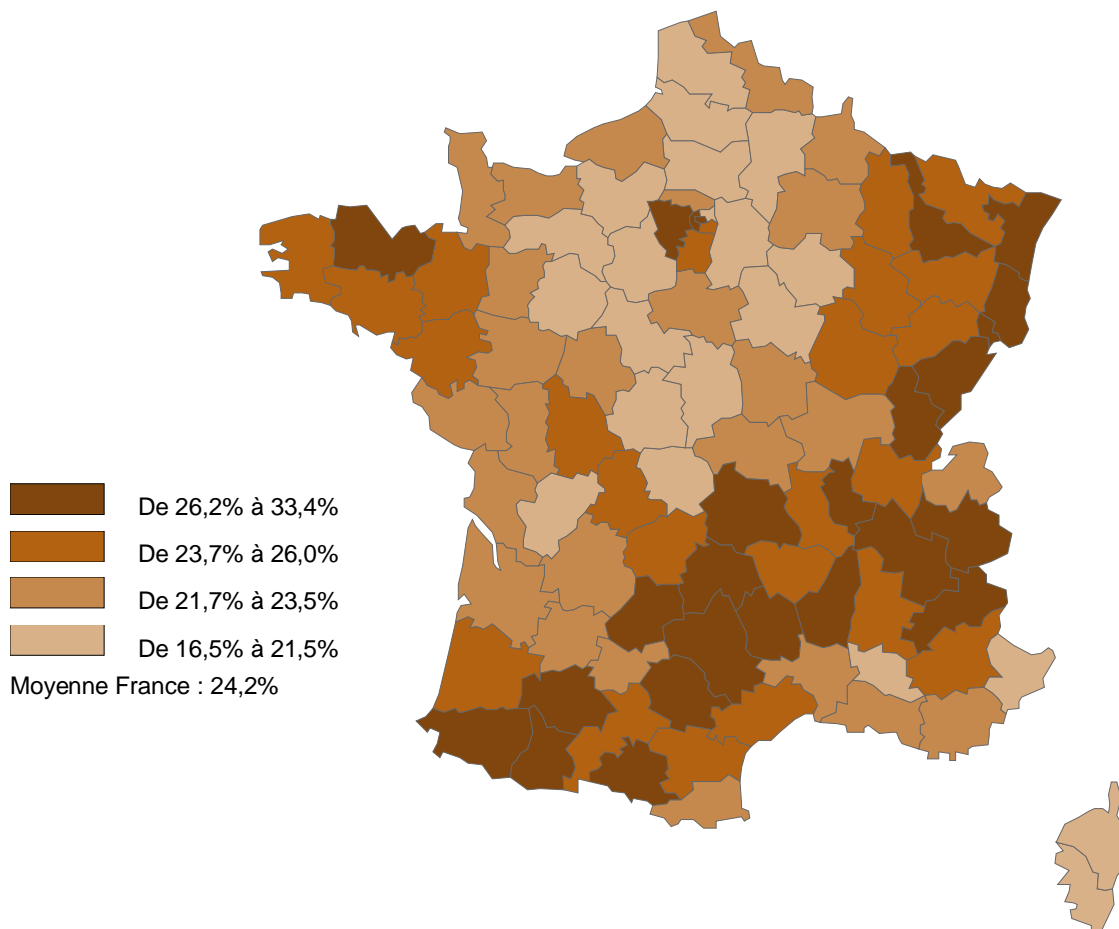 De 26,2% à 33,4%
De 23,7% à 26,0%
De 21,7% à 23,5%
De 16,5% à 21,5%
Moyenne France : 24,2%